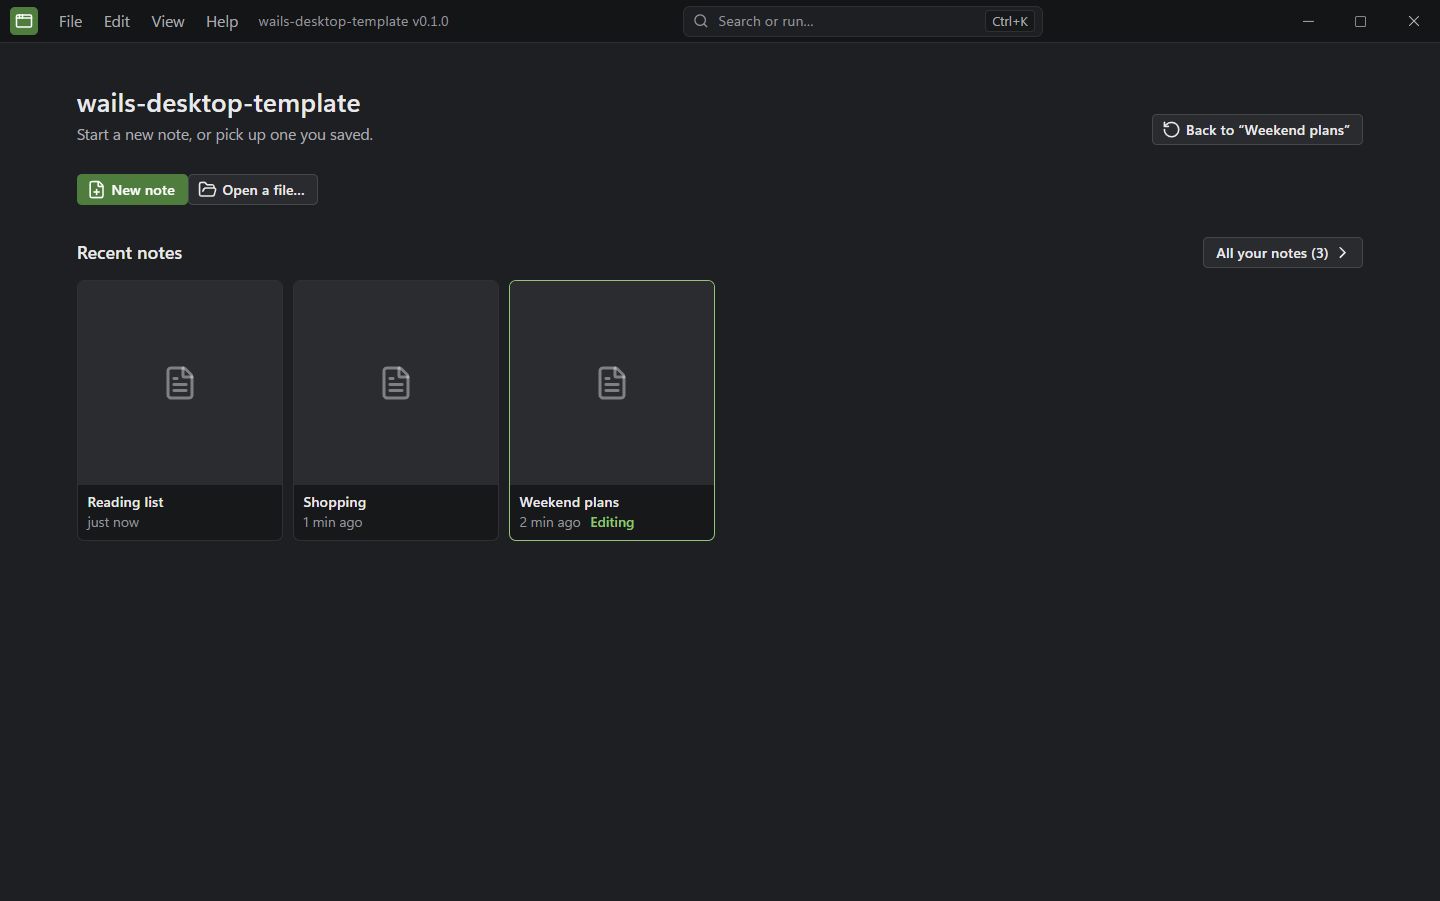 File Edit View Help wails-desktop-template v0.1.0 Search or run... Ctrl+K
wails-desktop-template
Start a new note, or pick up one you saved.
Back to “Weekend plans”
New note Open a file...
Recent notes All your notes (3)
Reading list
just now
Shopping
1 min ago
Weekend plans
2 min ago Editing